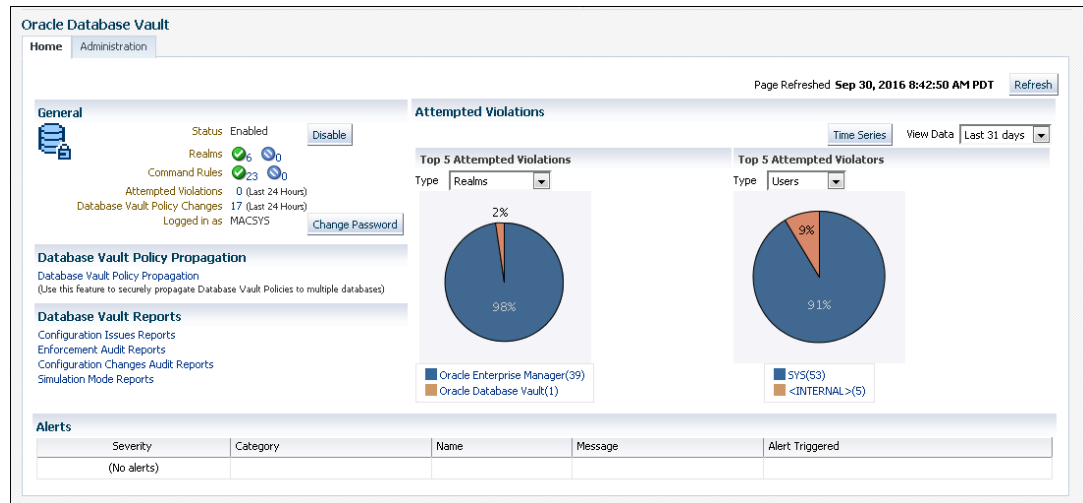 Oracle Database Vault
Home Administration
Page Refreshed Sep 30, 2016 8:42:50 AM PDT Refresh
General
Status Enabled Disable
Realms 6 0
Command Rules 23 0
Attempted Violations 0 (Last 24 Hours)
Database Vault Policy Changes 17 (Last 24 Hours)
Logged in as MACSYS Change Password
Database Vault Policy Propagation
Database Vault Policy Propagation
(Use this feature to securely propagate Database Vault Policies to multiple databases)
Database Vault Reports
Configuration Issues Reports
Enforcement Audit Reports
Configuration Changes Audit Reports
Simulation Mode Reports
Attempted Violations
Time Series View Data Last 31 days
Top 5 Attempted Violations
Type Realms
2%
98%
Oracle Enterprise Manager(39)
Oracle Database Vault(1)
Top 5 Attempted Violators
Type Users
9%
91%
SYS(53)
<INTERNAL>(5)
Alerts
Severity Category Name Message Alert Triggered
(No alerts)